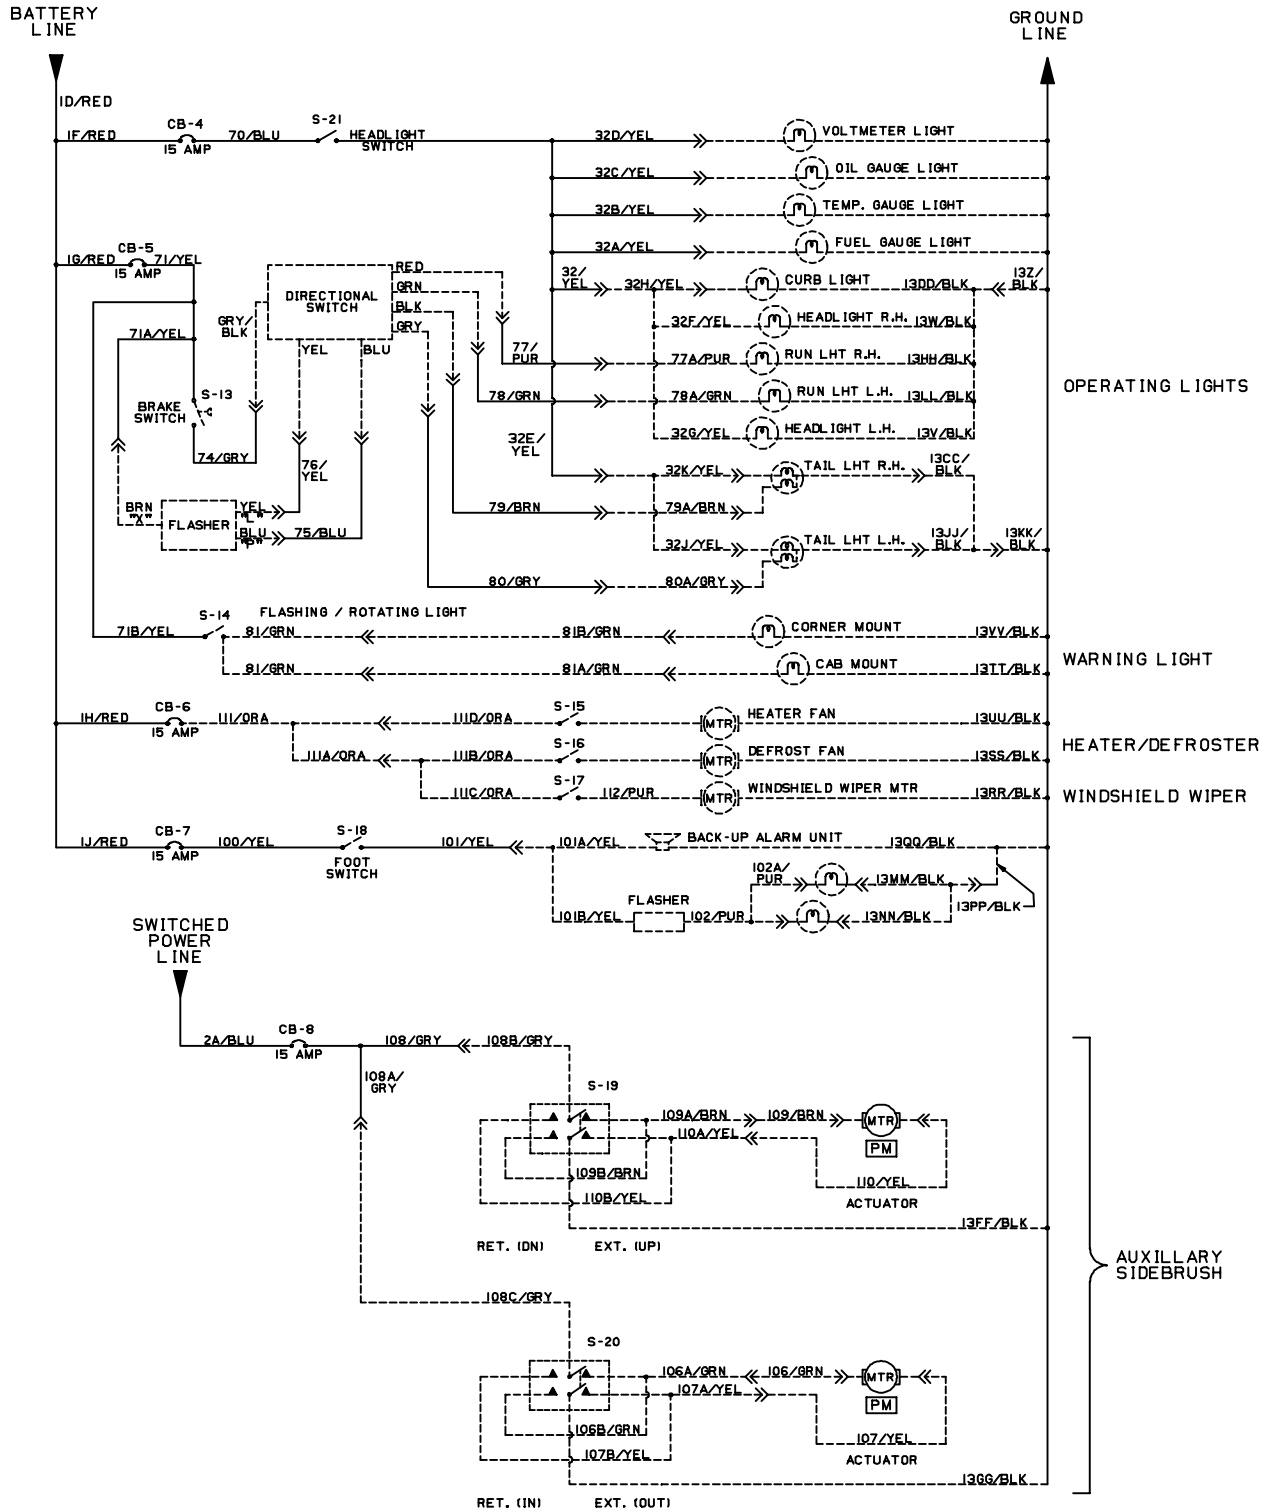 BATTERY
LINE
GROUND
LINE
1D/RED
1F/RED
CB-4
15 AMP
70/BLU
S-21
HEADLIGHT
SWITCH
32D/YEL
VOLTMETER LIGHT
32C/YEL
OIL GAUGE LIGHT
32B/YEL
TEMP. GAUGE LIGHT
32A/YEL
FUEL GAUGE LIGHT
1G/RED
CB-5
15 AMP
71/YEL
DIRECTIONAL
SWITCH
RED
GRN
BLK
GRY
GRY/
BLK
YEL
BLU
32/
YEL
32H/YEL
CURB LIGHT
13DD/BLK
13Z/
BLK
32F/YEL
HEADLIGHT R.H.
13W/BLK
71A/YEL
77/
PUR
77A/PUR
RUN LHT R.H.
13HH/BLK
78/GRN
78A/GRN
RUN LHT L.H.
13LL/BLK
OPERATING LIGHTS
S-13
BRAKE
SWITCH
32G/YEL
HEADLIGHT L.H.
13V/BLK
32E/
YEL
74/GRY
76/
YEL
32K/YEL
TAIL LHT R.H.
13CC/
BLK
BRN
"X"
FLASHER
YEL
"L"
BLU
"P"
75/BLU
79/BRN
79A/BRN
32J/YEL
TAIL LHT L.H.
13JJ/
BLK
13KK/
BLK
80/GRY
80A/GRY
S-14
FLASHING / ROTATING LIGHT
71B/YEL
81/GRN
81B/GRN
CORNER MOUNT
13VV/BLK
81/GRN
81A/GRN
CAB MOUNT
13TT/BLK
WARNING LIGHT
1H/RED
CB-6
15 AMP
111/ORA
111D/ORA
S-15
MTR
HEATER FAN
13UU/BLK
111A/ORA
111B/ORA
S-16
MTR
DEFROST FAN
13SS/BLK
HEATER/DEFROSTER
111C/ORA
S-17
112/PUR
MTR
WINDSHIELD WIPER MTR
13RR/BLK
WINDSHIELD WIPER
1J/RED
CB-7
15 AMP
100/YEL
S-18
FOOT
SWITCH
101/YEL
101A/YEL
BACK-UP ALARM UNIT
13QQ/BLK
102A/
PUR
13MM/BLK
13PP/BLK
101B/YEL
FLASHER
102/PUR
13NN/BLK
SWITCHED
POWER
LINE
2A/BLU
CB-8
15 AMP
108/GRY
108B/GRY
108A/
GRY
S-19
109A/BRN
109/BRN
MTR
110A/YEL
PM
109B/BRN
110B/YEL
110/YEL
ACTUATOR
13FF/BLK
RET. (DN)
EXT. (UP)
AUXILLARY
SIDEBRUSH
108C/GRY
S-20
106A/GRN
106/GRN
MTR
107A/YEL
PM
106B/GRN
107B/YEL
107/YEL
ACTUATOR
13GG/BLK
RET. (IN)
EXT. (OUT)